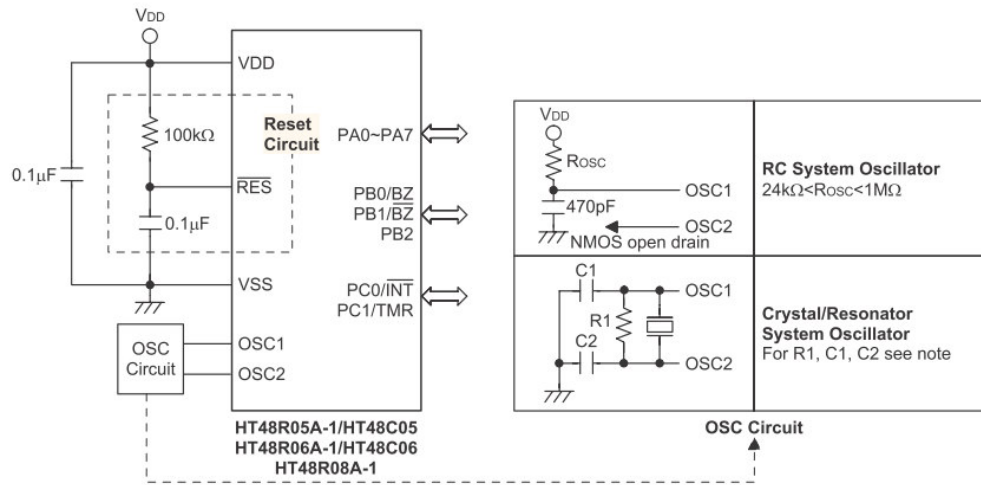 VDD
VDD
Reset
Circuit
100kΩ
PA0~PA7
0.1μF
R̅E̅S̅
PB0/BZ
PB1/B̅Z̅
PB2
0.1μF
VSS
PC0/I̅N̅T̅
PC1/TMR
OSC
Circuit
OSC1
OSC2
HT48R05A-1/HT48C05
HT48R06A-1/HT48C06
HT48R08A-1
VDD
ROSC
OSC1
470pF
OSC2
NMOS open drain
RC System Oscillator
24kΩ<ROSC<1MΩ
C1
OSC1
R1
C2
OSC2
Crystal/Resonator
System Oscillator
For R1, C1, C2 see note
OSC Circuit